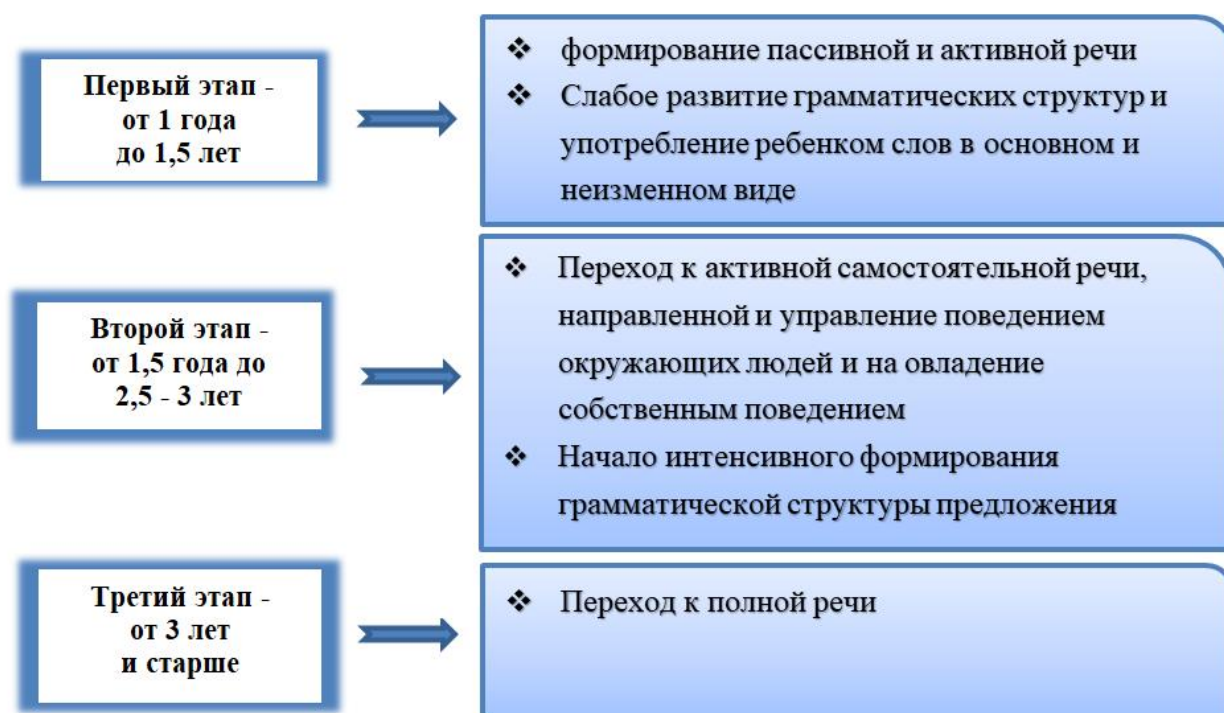 Первый этап -
от 1 года
до 1,5 лет
❖ формирование пассивной и активной речи
❖ Слабое развитие грамматических структур и
употребление ребенком слов в основном и
неизменном виде
Второй этап -
от 1,5 года до
2,5 - 3 лет
❖ Переход к активной самостоятельной речи,
направленной и управление поведением
окружающих людей и на овладение
собственным поведением
❖ Начало интенсивного формирования
грамматической структуры предложения
Третий этап -
от 3 лет
и старше
❖ Переход к полной речи